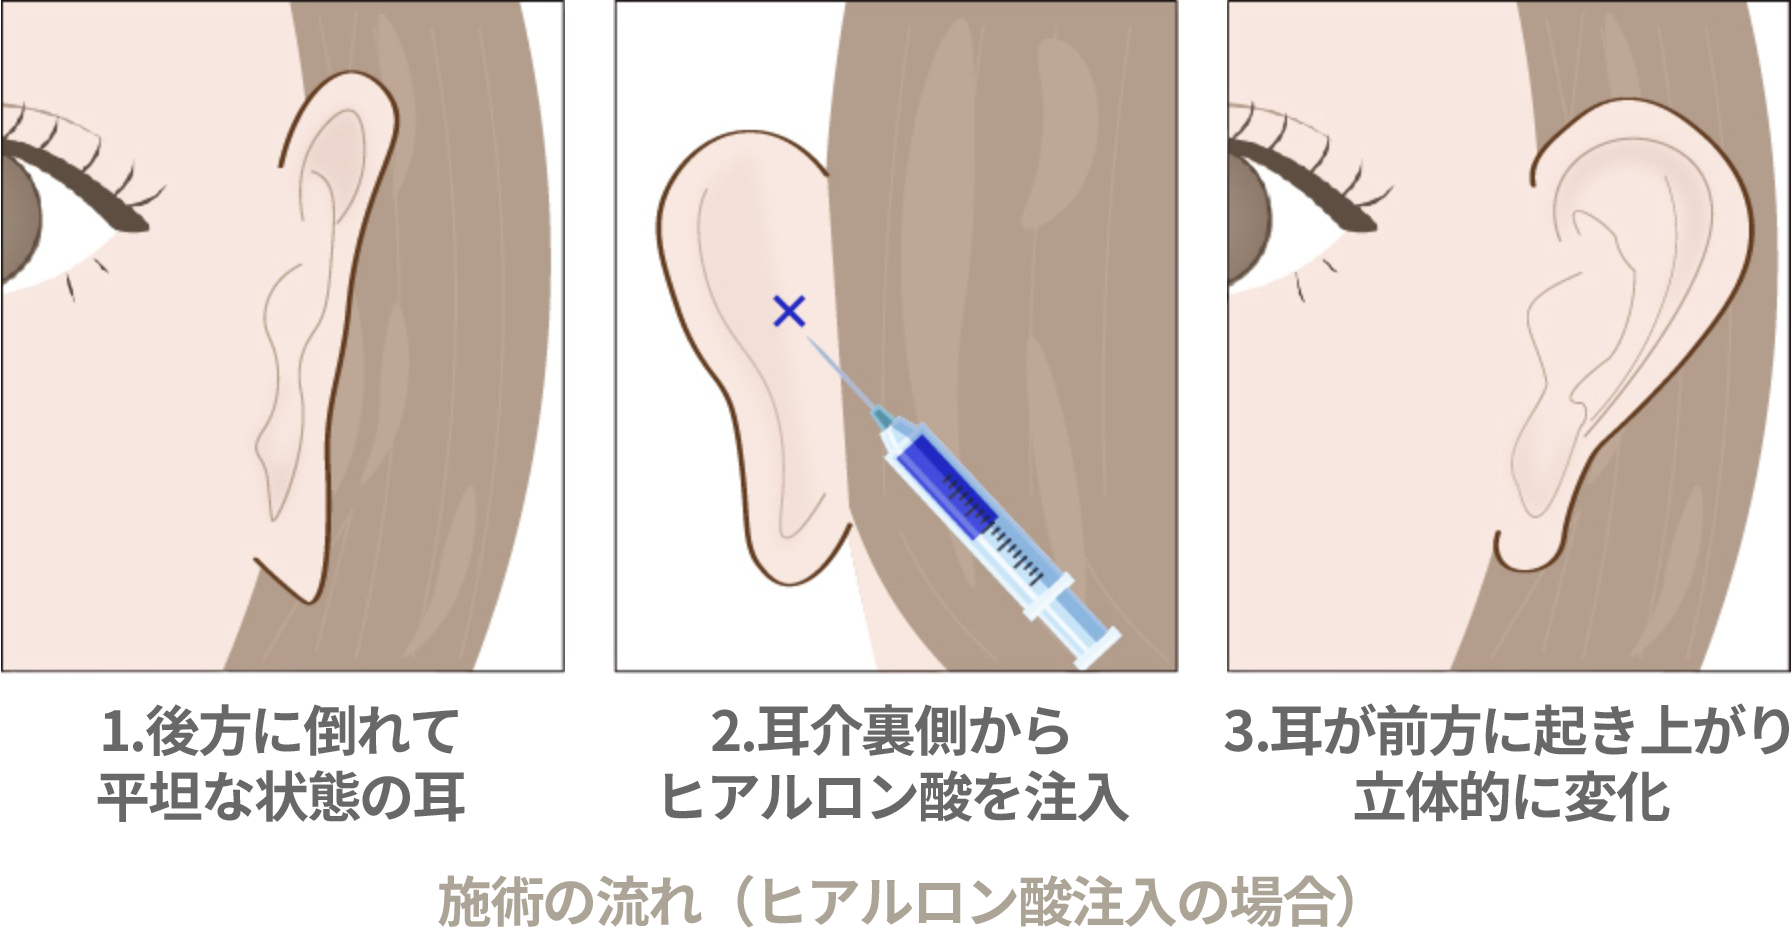 1.後方に倒れて
平坦な状態の耳
2.耳介裏側から
ヒアルロン酸を注入
3.耳が前方に起き上がり
立体的に変化
施術の流れ（ヒアルロン酸注入の場合）